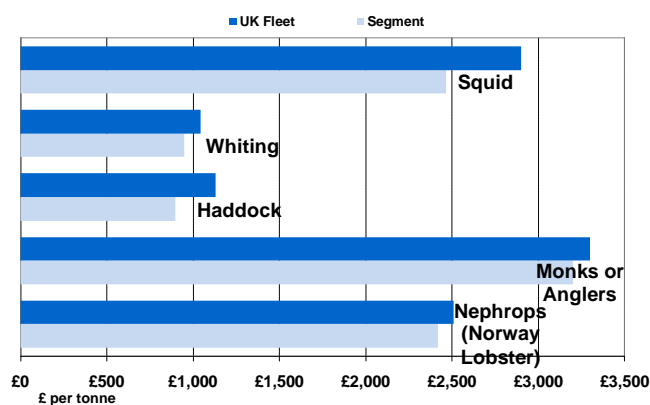 UK Fleet Segment
Squid
Whiting
Haddock
Monks or
Anglers
Nephrops
(Norway
Lobster)
£0 £500 £1,000 £1,500 £2,000 £2,500 £3,000 £3,500
£ per tonne